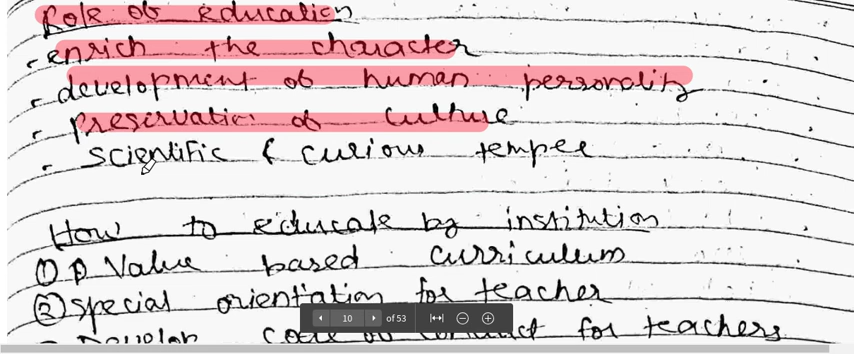 Role of education
- enrich the character
- development of human personality
- preservation of culture
- scientific & curious temper
How to educate by institution
① Value based curriculum
② special orientation for teacher
10 of 53
- Develop code of conduct for teachers